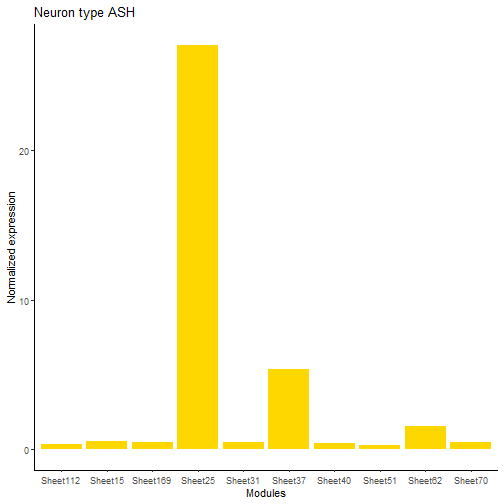 Neuron type ASH
Normalized expression
20
10
0
Sheet112 Sheet15 Sheet169 Sheet25 Sheet31 Sheet37 Sheet40 Sheet51 Sheet62 Sheet70
Modules